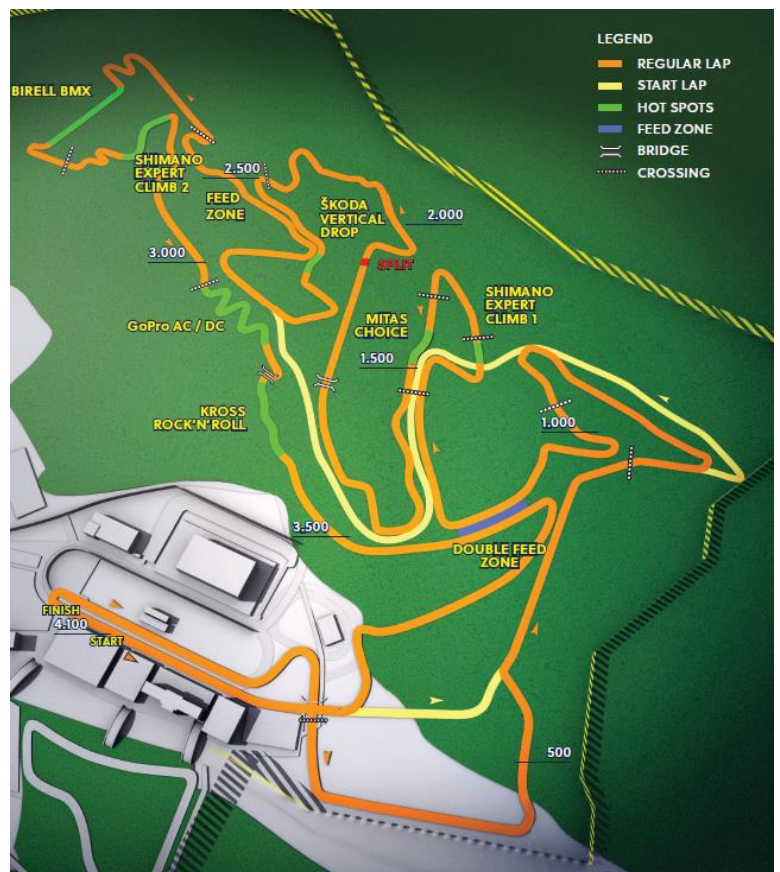 LEGEND
REGULAR LAP
START LAP
HOT SPOTS
FEED ZONE
BRIDGE
CROSSING
BIRELL BMX
SHIMANO
EXPERT
CLIMB 2
2.500
FEED
ZONE
ŠKODA
VERTICAL
DROP
2.000
3.000
SPLIT
GoPro AC / DC
MITAS
CHOICE
SHIMANO
EXPERT
CLIMB 1
1.500
KROSS
ROCK'N'ROLL
1.000
3.500
DOUBLE FEED
ZONE
FINISH
4.100
START
500